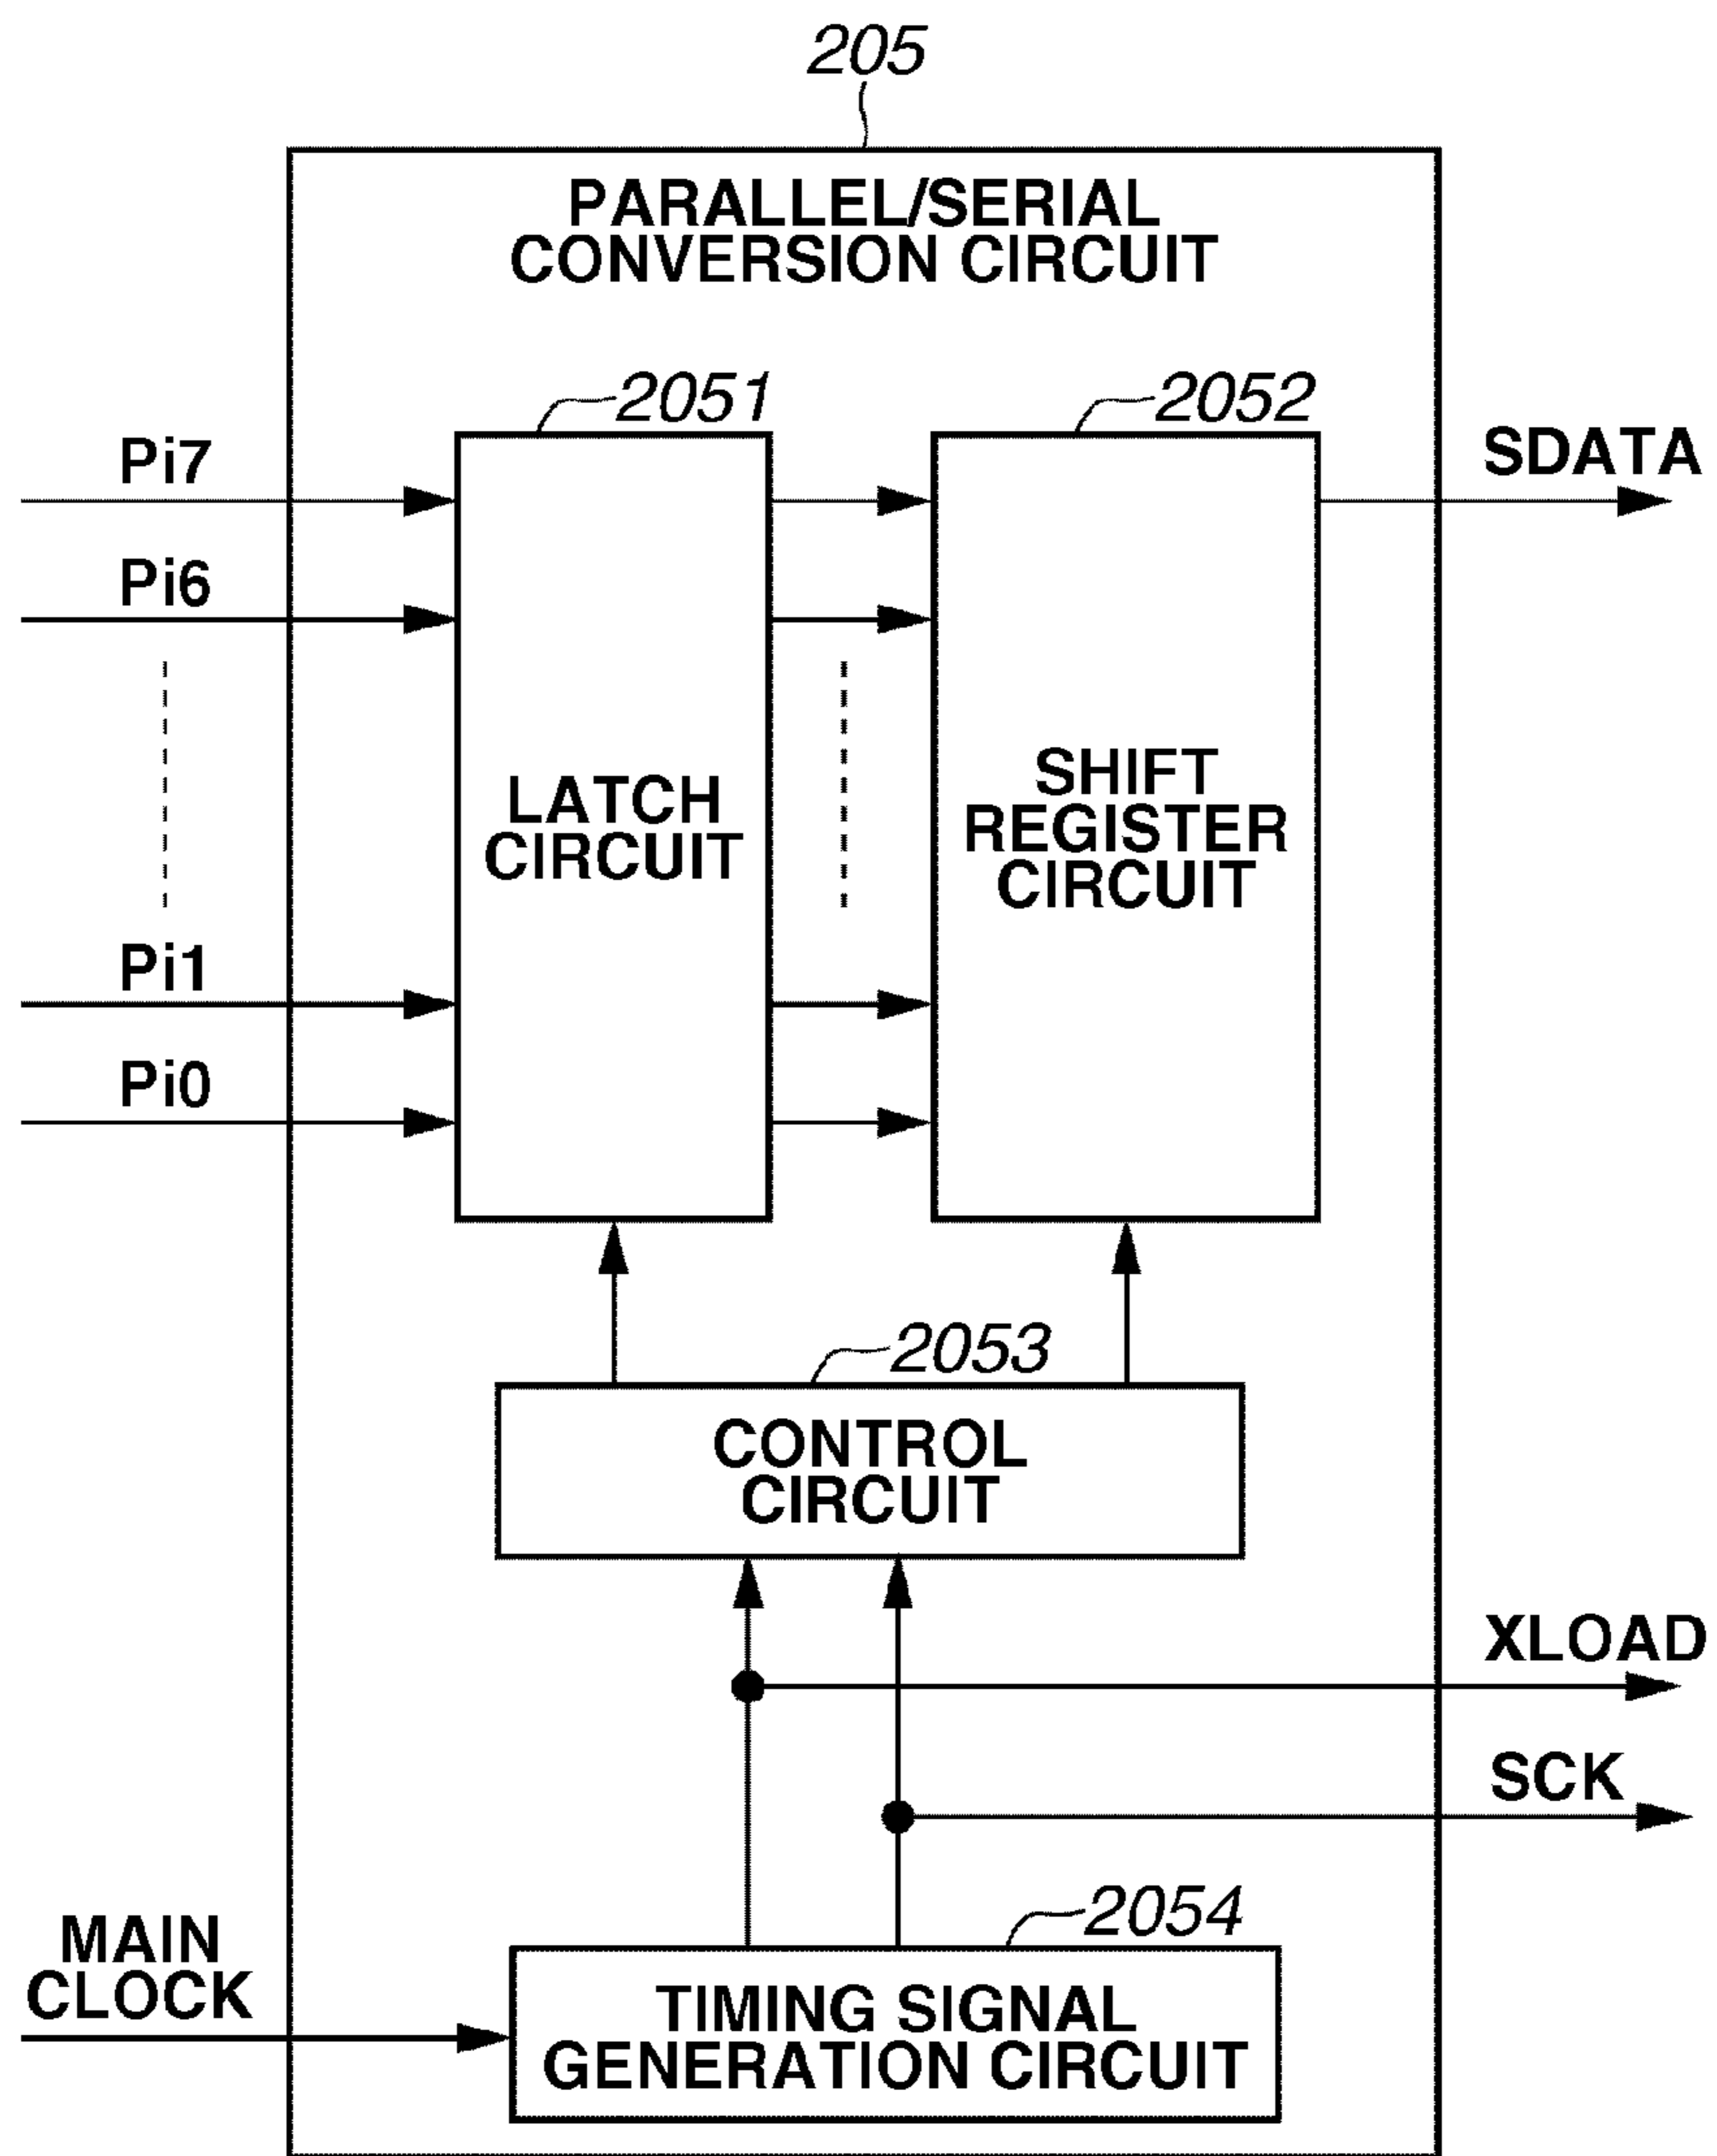 205
PARALLEL/SERIAL
CONVERSION CIRCUIT
2051
2052
Pi7
SDATA
Pi6
LATCH
CIRCUIT
SHIFT
REGISTER
CIRCUIT
Pi1
Pi0
2053
CONTROL
CIRCUIT
XLOAD
SCK
2054
MAIN
CLOCK
TIMING SIGNAL
GENERATION CIRCUIT